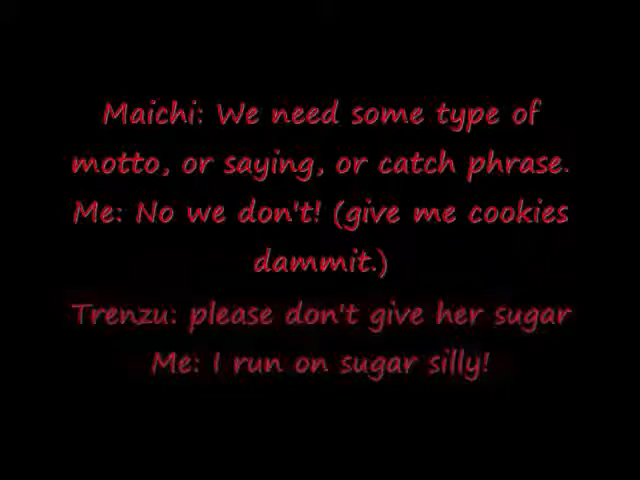 Maichi: We need some type of
motto, or saying, or catch phrase.
Me: No we don't! (give me cookies
dammit.)
Trenzu: please don't give her sugar
Me: I run on sugar silly!